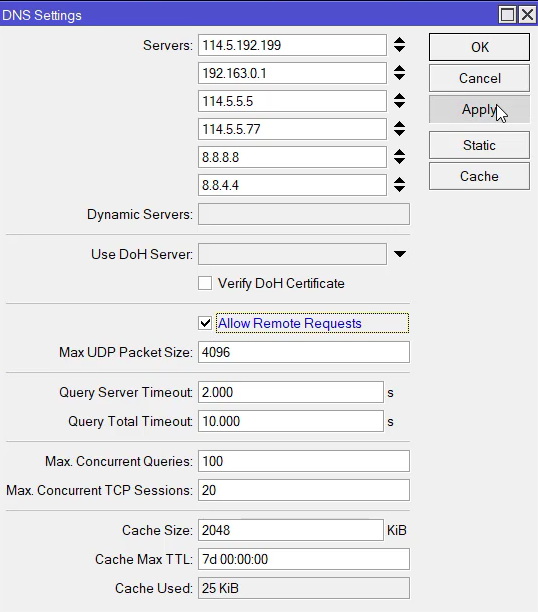 DNS Settings
Servers: 114.5.192.199
192.163.0.1
114.5.5.5
114.5.5.77
8.8.8.8
8.8.4.4
OK
Cancel
Apply
Static
Cache
Dynamic Servers:
Use DoH Server:
Verify DoH Certificate
Allow Remote Requests
Max UDP Packet Size: 4096
Query Server Timeout: 2.000 s
Query Total Timeout: 10.000 s
Max. Concurrent Queries: 100
Max. Concurrent TCP Sessions: 20
Cache Size: 2048 KiB
Cache Max TTL: 7d 00:00:00
Cache Used: 25 KiB